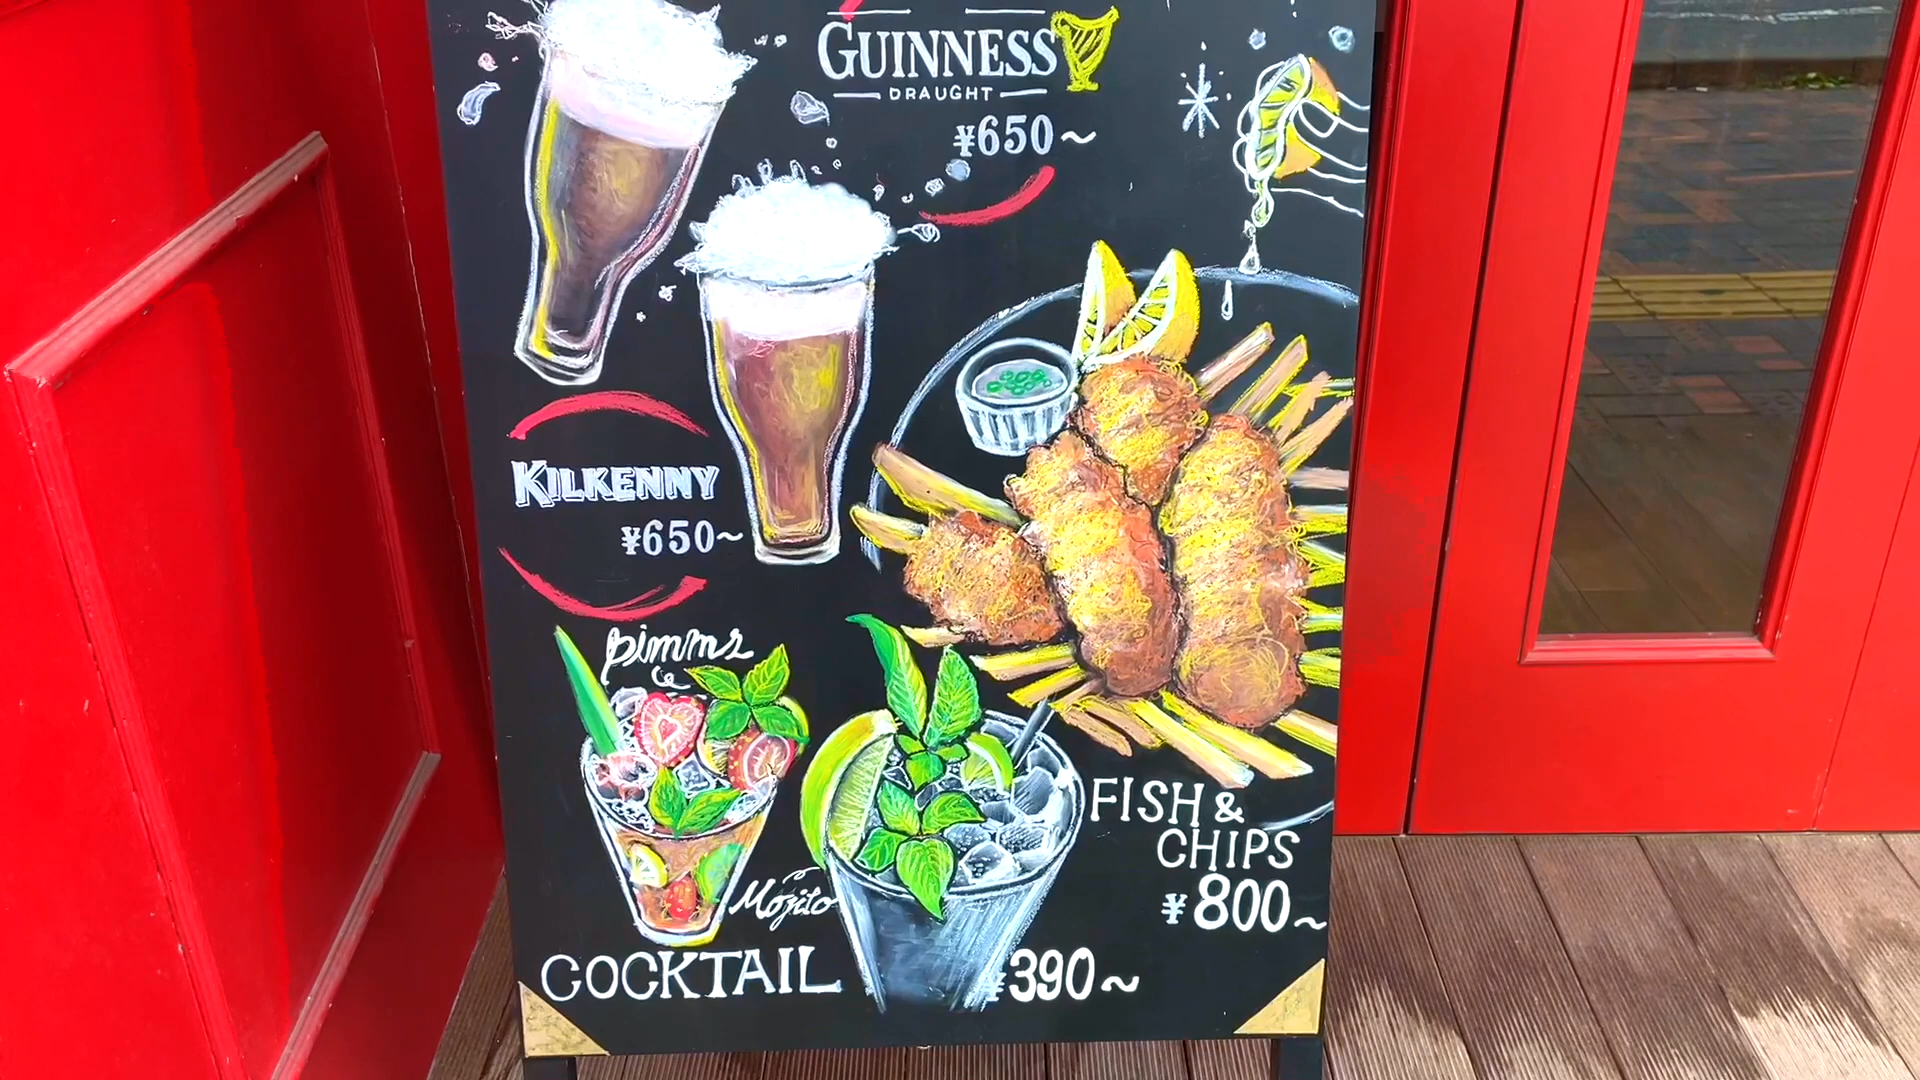 GUINNESS
DRAUGHT
¥650~
KILKENNY
¥650~
pimms
Mojito
COCKTAIL ¥390~
FISH &
CHIPS
¥800~